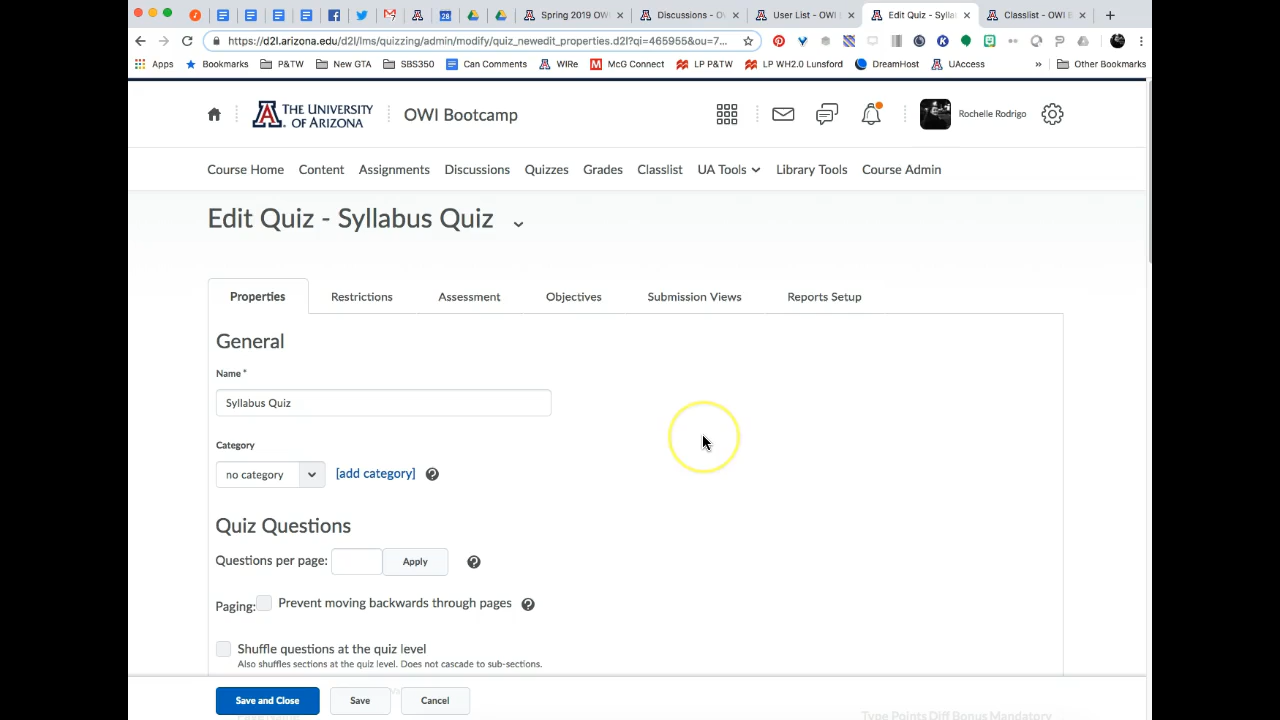 Spring 2019 OWI
Discussions - O
User List - OWI
Edit Quiz - Sylla
Classlist - OWI B
https://d2l.arizona.edu/d2l/lms/quizzing/admin/modify/quiz_newedit_properties.d2l?qi=465955&ou=7...
Apps
Bookmarks
P&TW
New GTA
SBS350
Can Comments
WIRe
McG Connect
LP P&TW
LP WH2.0 Lunsford
DreamHost
UAccess
»
Other Bookmarks
THE UNIVERSITY
OF ARIZONA
OWI Bootcamp
Rochelle Rodrigo
Course Home
Content
Assignments
Discussions
Quizzes
Grades
Classlist
UA Tools
Library Tools
Course Admin
Edit Quiz - Syllabus Quiz
Properties
Restrictions
Assessment
Objectives
Submission Views
Reports Setup
General
Name *
Syllabus Quiz
Category
no category
[add category]
Quiz Questions
Questions per page:
Apply
Paging:
Prevent moving backwards through pages
Shuffle questions at the quiz level
Also shuffles sections at the quiz level. Does not cascade to sub-sections.
Save and Close
Save
Cancel
Type Points Diff Bonus Mandatory